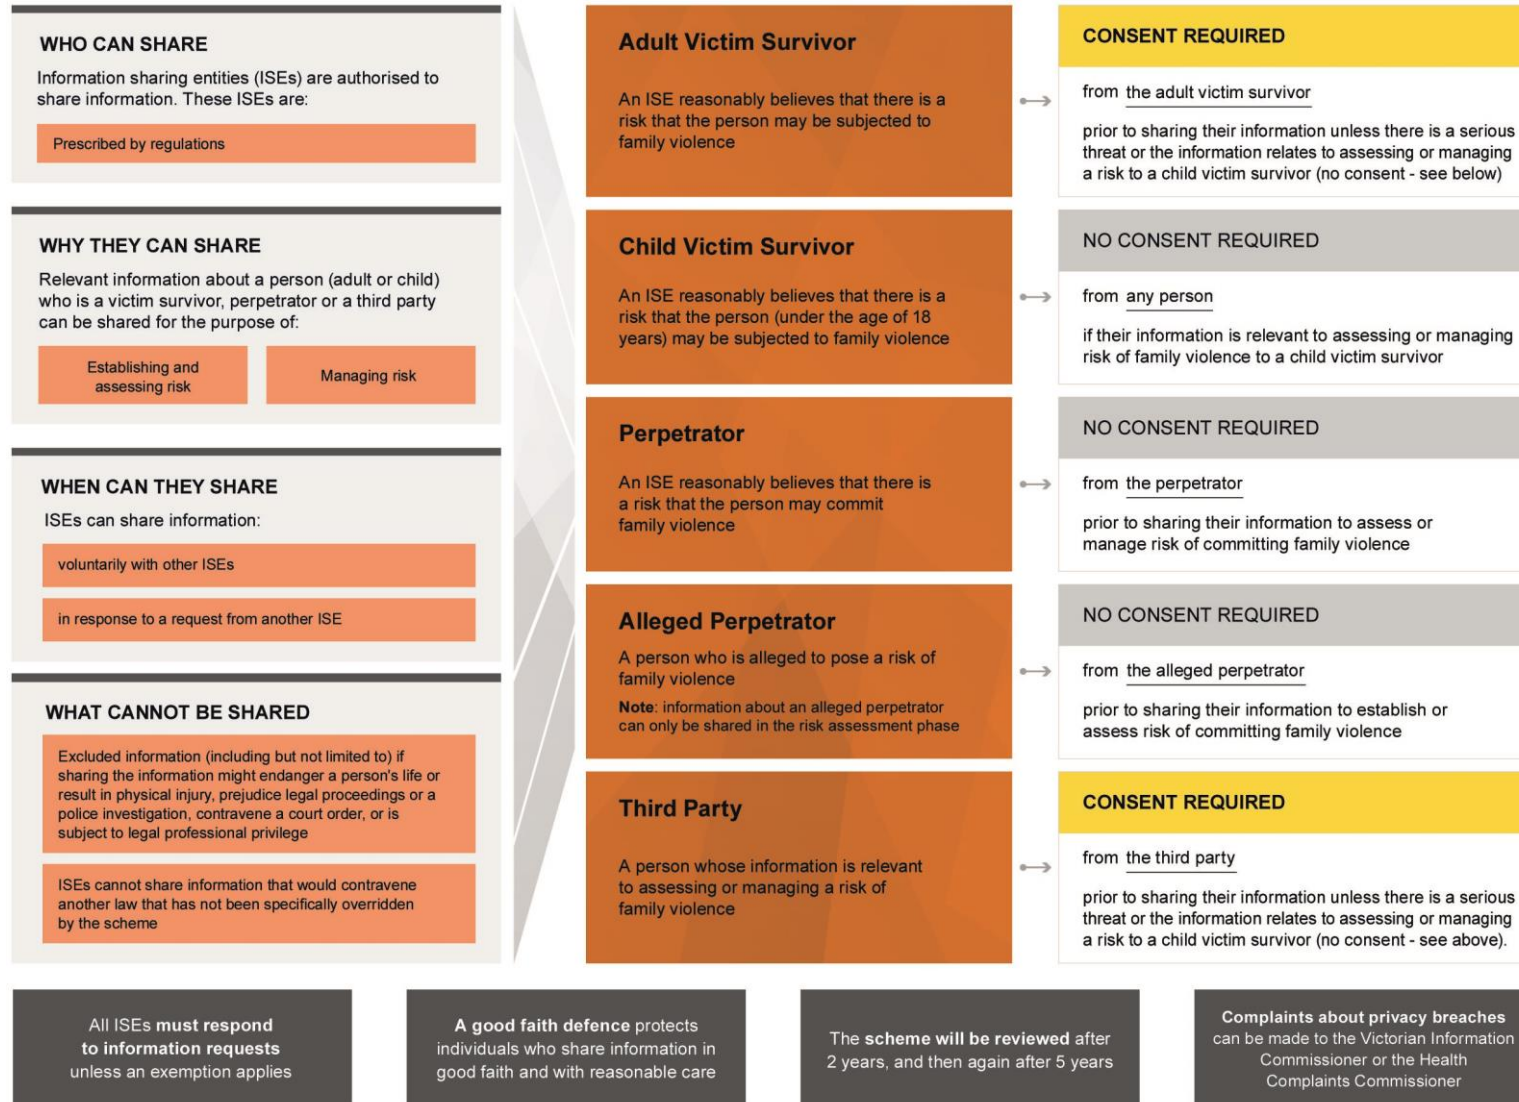 WHO CAN SHARE
Information sharing entities (ISEs) are authorised to
share information. These ISEs are:
Prescribed by regulations
WHY THEY CAN SHARE
Relevant information about a person (adult or child)
who is a victim survivor, perpetrator or a third party
can be shared for the purpose of:
Establishing and
assessing risk
Managing risk
WHEN CAN THEY SHARE
ISEs can share information:
voluntarily with other ISEs
in response to a request from another ISE
WHAT CANNOT BE SHARED
Excluded information (including but not limited to) if
sharing the information might endanger a person's life or
result in physical injury, prejudice legal proceedings or a
police investigation, contravene a court order, or is
subject to legal professional privilege
ISEs cannot share information that would contravene
another law that has not been specifically overridden
by the scheme
Adult Victim Survivor
An ISE reasonably believes that there is a
risk that the person may be subjected to
family violence
CONSENT REQUIRED
from the adult victim survivor
prior to sharing their information unless there is a serious
threat or the information relates to assessing or managing
a risk to a child victim survivor (no consent - see below)
Child Victim Survivor
An ISE reasonably believes that there is a
risk that the person (under the age of 18
years) may be subjected to family violence
NO CONSENT REQUIRED
from any person
if their information is relevant to assessing or managing
risk of family violence to a child victim survivor
Perpetrator
An ISE reasonably believes that there is
a risk that the person may commit
family violence
NO CONSENT REQUIRED
from the perpetrator
prior to sharing their information to assess or
manage risk of committing family violence
Alleged Perpetrator
A person who is alleged to pose a risk of
family violence
Note: information about an alleged perpetrator
can only be shared in the risk assessment phase
NO CONSENT REQUIRED
from the alleged perpetrator
prior to sharing their information to establish or
assess risk of committing family violence
Third Party
A person whose information is relevant
to assessing or managing a risk of
family violence
CONSENT REQUIRED
from the third party
prior to sharing their information unless there is a serious
threat or the information relates to assessing or managing
a risk to a child victim survivor (no consent - see above).
All ISEs must respond
to information requests
unless an exemption applies
A good faith defence protects
individuals who share information in
good faith and with reasonable care
The scheme will be reviewed after
2 years, and then again after 5 years
Complaints about privacy breaches
can be made to the Victorian Information
Commissioner or the Health
Complaints Commissioner